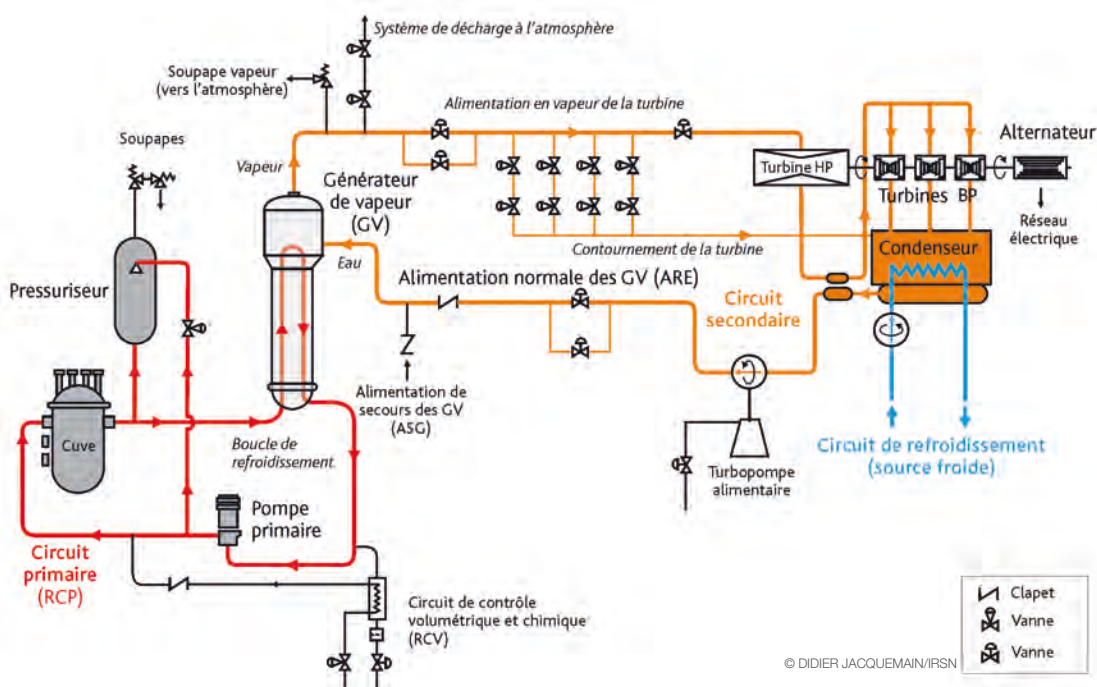 Système de décharge à l'atmosphère
Soupape vapeur
(vers l'atmosphère)
Alimentation en vapeur de la turbine
Soupapes
Alternateur
Vapeur
Turbine HP
Générateur
de vapeur
(GV)
Turbines BP
Réseau
électrique
Contournement de la turbine
Condenseur
Eau
Pressuriseur
Alimentation normale des GV (ARE)
Circuit
secondaire
Alimentation de
secours des GV
(ASG)
Cuve
Boucle de
refroidissement
Circuit de refroidissement
(source froide)
Turbopompe
alimentaire
Pompe
primaire
Circuit
primaire
(RCP)
Circuit de contrôle
volumétrique et chimique
(RCV)
Clapet
Vanne
Vanne
© DIDIER JACQUEMAIN/IRSN